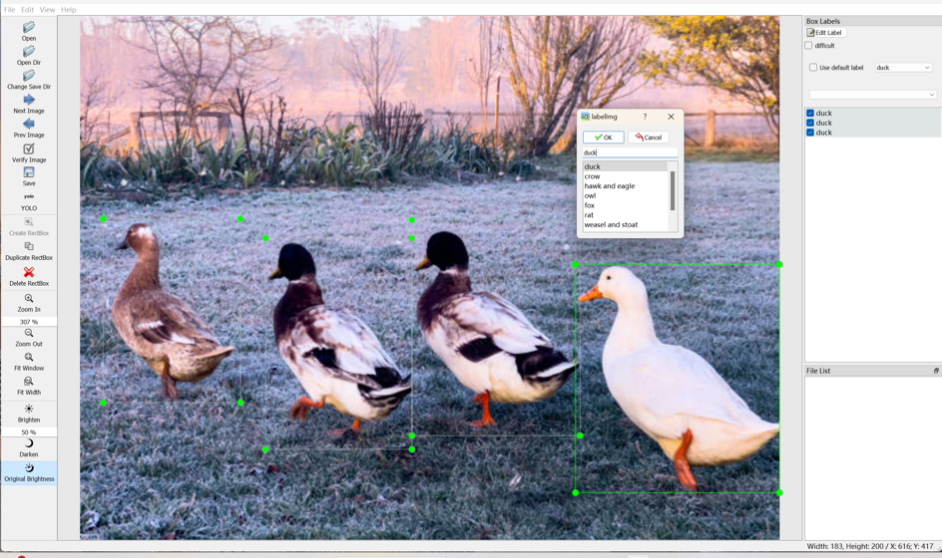 File Edit View Help
Open
Open Dir
Change Save Dir
Next Image
Prev Image
Verify Image
Save
yolo
YOLO
Create RectBox
Duplicate RectBox
Delete RectBox
Zoom In
307 %
Zoom Out
Fit Window
Fit Width
Brighten
50 %
Darken
Original Brightness
labelImg ?
OK Cancel
duck
duck
crow
hawk and eagle
owl
fox
rat
weasel and stoat
Box Labels
Edit Label
difficult
Use default label duck
duck
duck
duck
File List
Width: 183, Height: 200 / X: 616; Y: 417